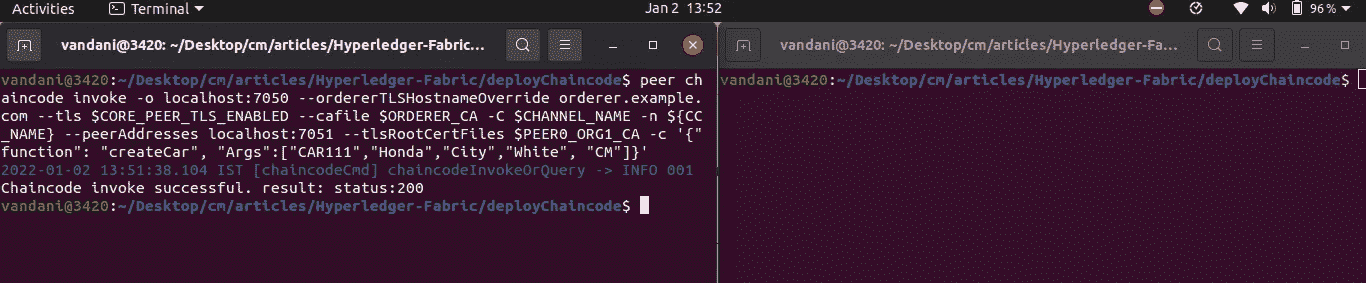 Activities Terminal Jan 2 13:52 96%
vandani@3420: ~/Desktop/cm/articles/Hyperledger-Fabric...
vandani@3420:~/Desktop/cm/articles/Hyperledger-Fabric/deployChaincode$ peer ch
aincode invoke -o localhost:7050 --ordererTLSHostnameOverride orderer.example.
com --tls $CORE_PEER_TLS_ENABLED --cafile $ORDERER_CA -C $CHANNEL_NAME -n ${CC
_NAME} --peerAddresses localhost:7051 --tlsRootCertFiles $PEER0_ORG1_CA -c '{"
function": "createCar", "Args":["CAR111","Honda","City","White", "CM"]}'
2022-01-02 13:51:38.104 IST [chaincodeCmd] chaincodeInvokeOrQuery -> INFO 001
Chaincode invoke successful. result: status:200
vandani@3420:~/Desktop/cm/articles/Hyperledger-Fabric/deployChaincode$
vandani@3420: ~/Desktop/cm/articles/Hyperledger-Fa...
vandani@3420:~/Desktop/cm/articles/Hyperledger-Fabric/deployChaincode$